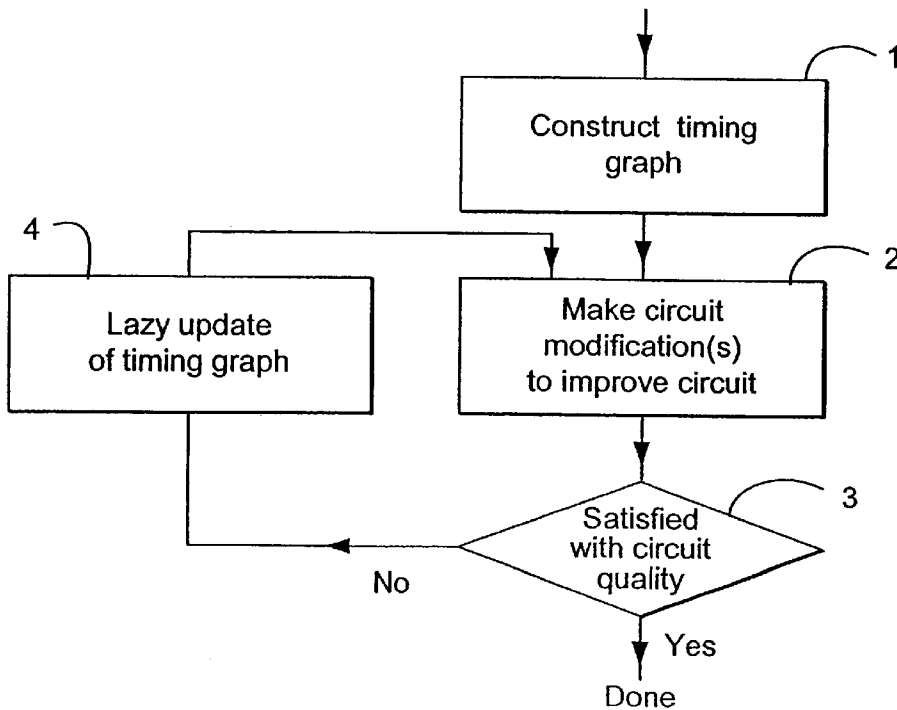 1
Construct timing
graph
4
2
Lazy update
of timing graph
Make circuit
modification(s)
to improve circuit
3
Satisfied
with circuit
quality
No
Yes
Done